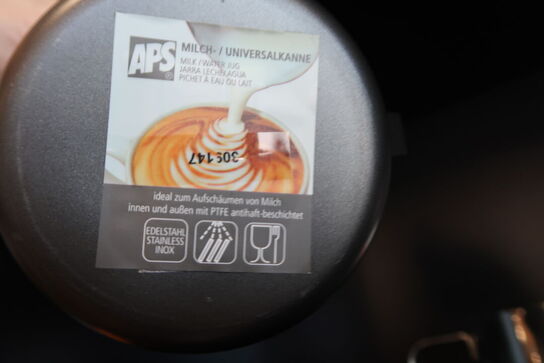 APS®
MILCH- / UNIVERSALKANNE
MILK / WATER JUG
JARRA LECHE/AGUA
PICHET À EAU OU LAIT
ideal zum Aufschäumen von Milch
innen und außen mit PTFE antihaft-beschichtet
EDELSTAHL
STAINLESS
INOX